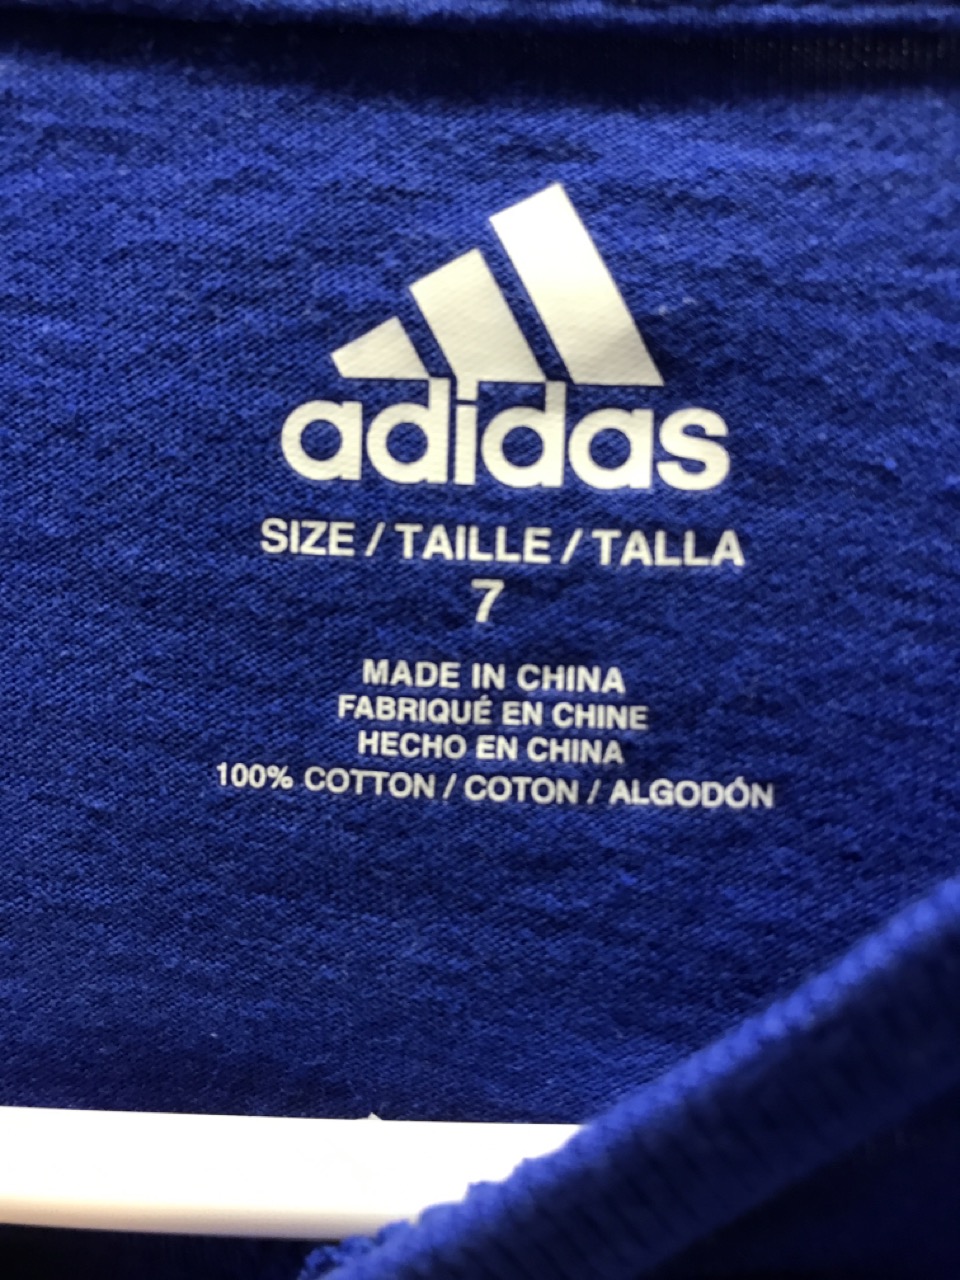 adidas
SIZE / TAILLE / TALLA
7
MADE IN CHINA
FABRIQUÉ EN CHINE
HECHO EN CHINA
100% COTTON / COTON / ALGODÓN